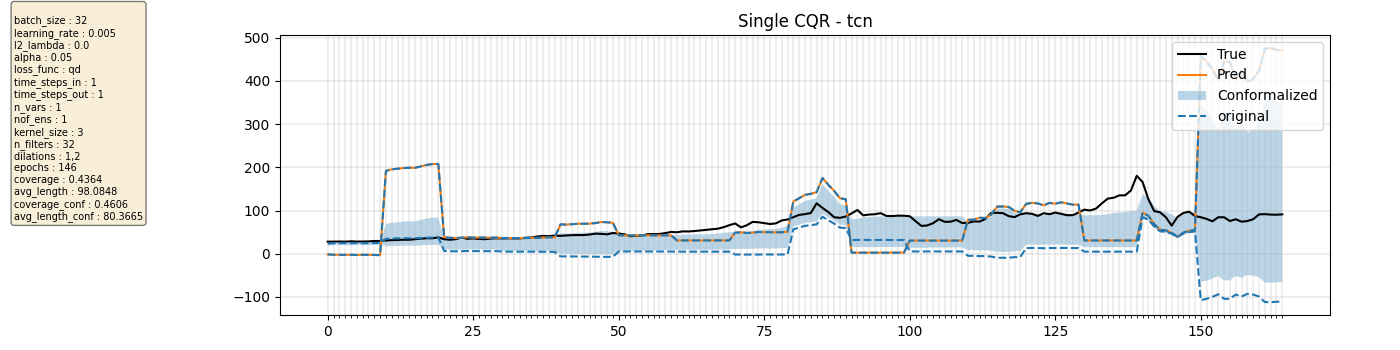 batch_size : 32
learning_rate : 0.005
l2_lambda : 0.0
alpha : 0.05
loss_func : qd
time_steps_in : 1
time_steps_out : 1
n_vars : 1
nof_ens : 1
kernel_size : 3
n_filters : 32
dilations : 1,2
epochs : 146
coverage : 0.4364
avg_length : 98.0848
coverage_conf : 0.4606
avg_length_conf : 80.3665
Single CQR - tcn
500
400
300
200
100
0
−100
True
Pred
Conformalized
original
0 25 50 75 100 125 150